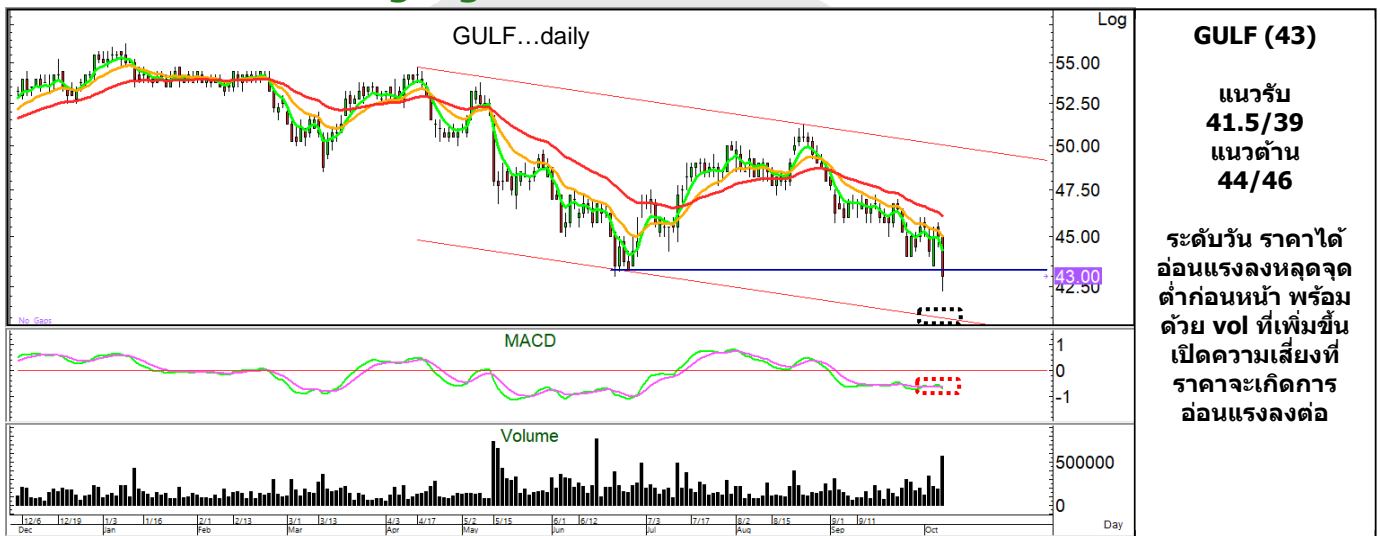 GULF...daily
Log
55.00
52.50
50.00
47.50
45.00
43.00
42.50
No Gaps
MACD
1
0
-1
Volume
500000
0
12/6 12/19 1/3 1/16 2/1 2/13 3/1 3/13 4/3 4/17 5/2 5/15 6/1 6/12 7/3 7/17 8/2 8/15 9/1 9/11
Dec Jan Feb Mar Apr May Jun Jul Aug Sep Oct
Day
GULF (43)
แนวรับ
41.5/39
แนวต้าน
44/46
ระดับวัน ราคาได้
อ่อนแรงลงหลุดจุด
ต่ำก่อนหน้า พร้อม
ด้วย vol ที่เพิ่มขึ้น
เปิดความเสี่ยงที่
ราคาจะเกิดการ
อ่อนแรงลงต่อ